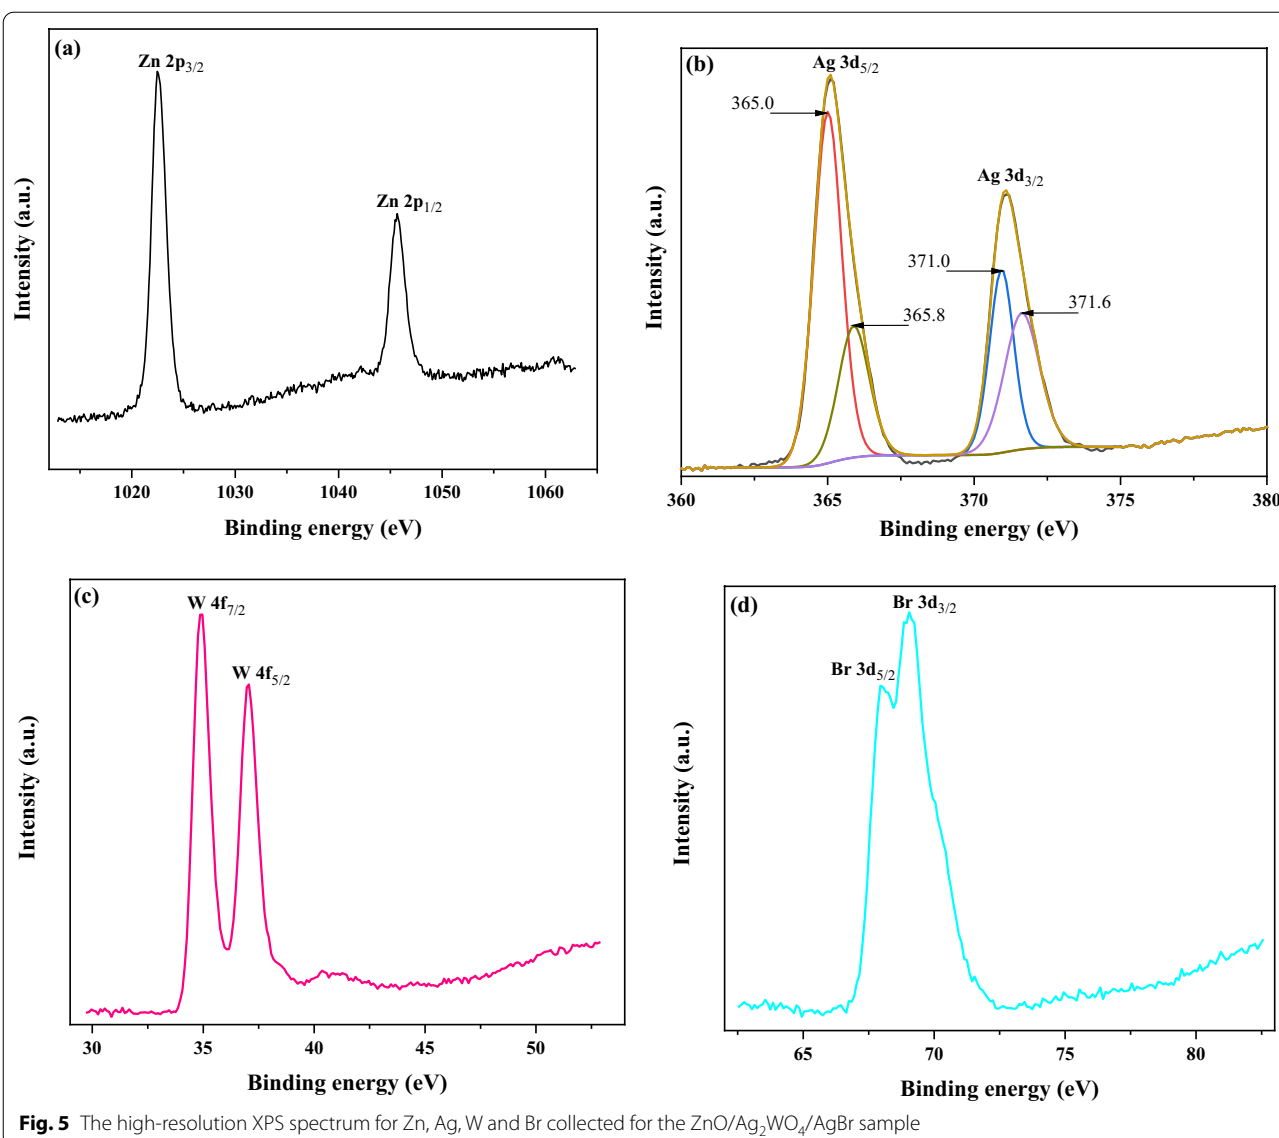 (a)
Zn 2p3/2
Zn 2p1/2
Intensity (a.u.)
1020 1030 1040 1050 1060
Binding energy (eV)
(b)
Ag 3d5/2
365.0
Ag 3d3/2
371.0
365.8
371.6
Intensity (a.u.)
360 365 370 375 380
Binding energy (eV)
(c)
W 4f7/2
W 4f5/2
Intensity (a.u.)
30 35 40 45 50
Binding energy (eV)
(d)
Br 3d3/2
Br 3d5/2
Intensity (a.u.)
65 70 75 80
Binding energy (eV)
Fig. 5 The high-resolution XPS spectrum for Zn, Ag, W and Br collected for the ZnO/Ag2WO4/AgBr sample